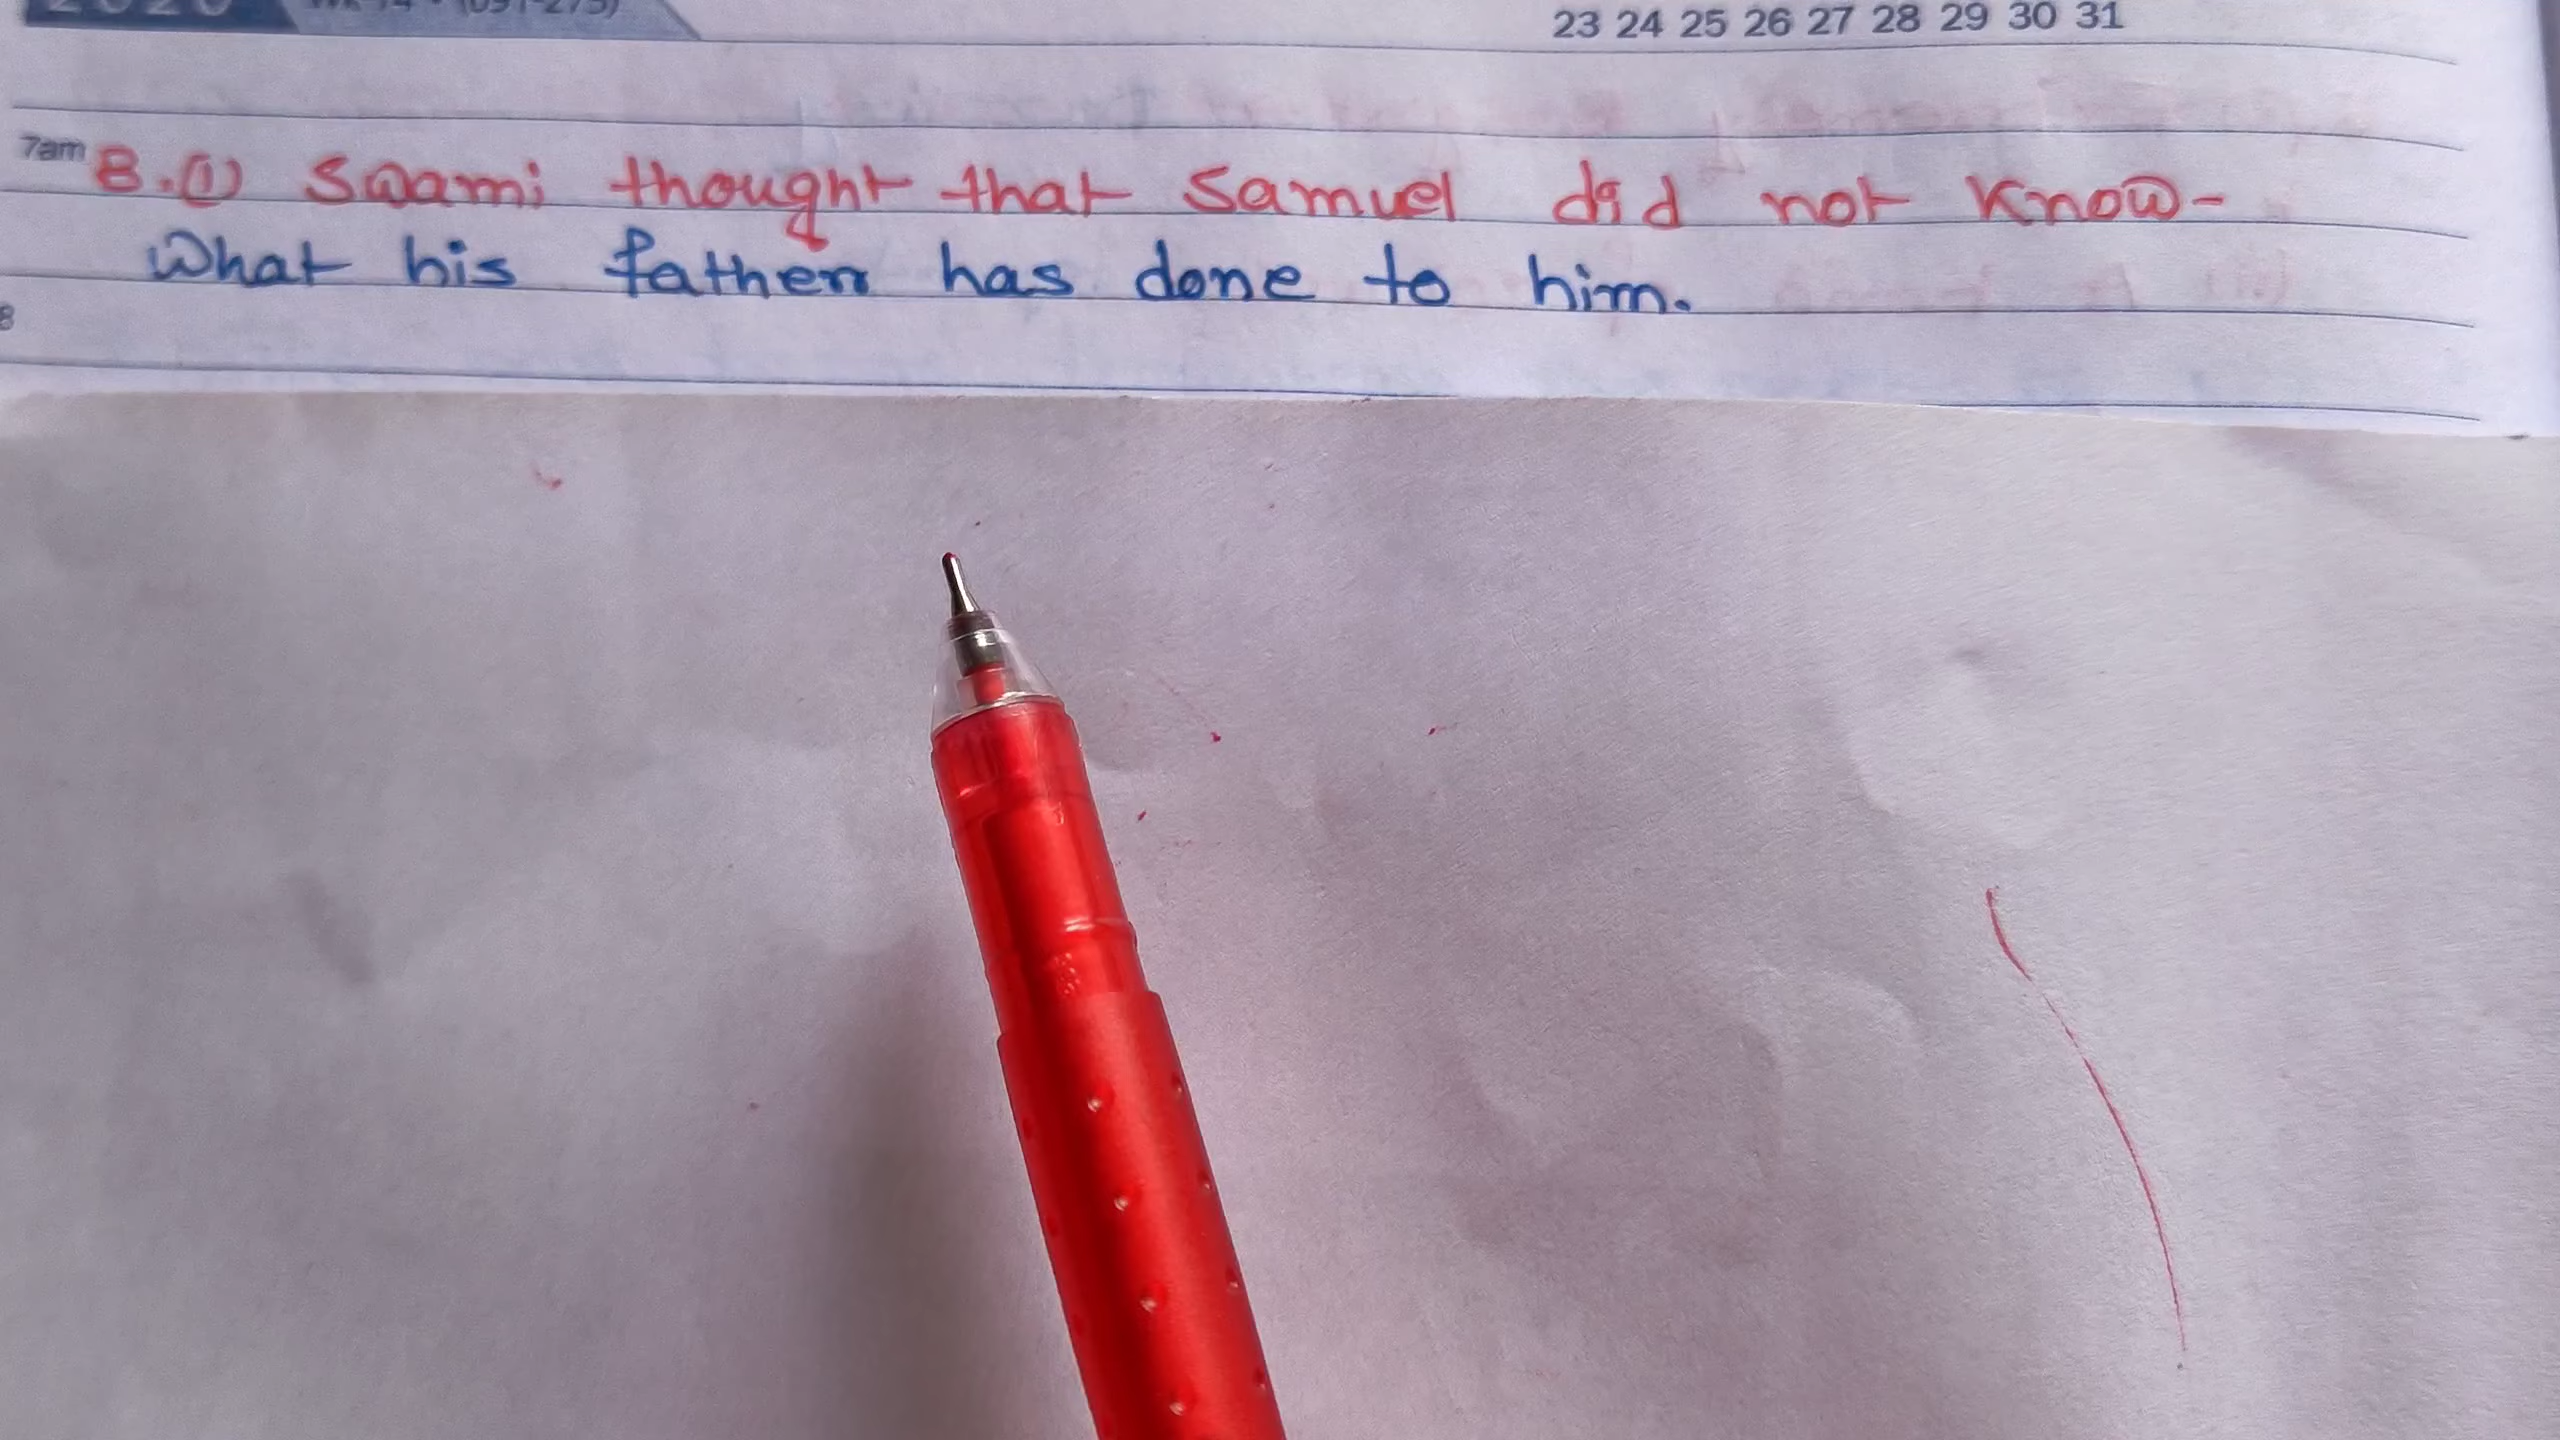 23 24 25 26 27 28 29 30 31
7am 8.(i) Swami thought that Samuel did not know-
What his father has done to him.
8